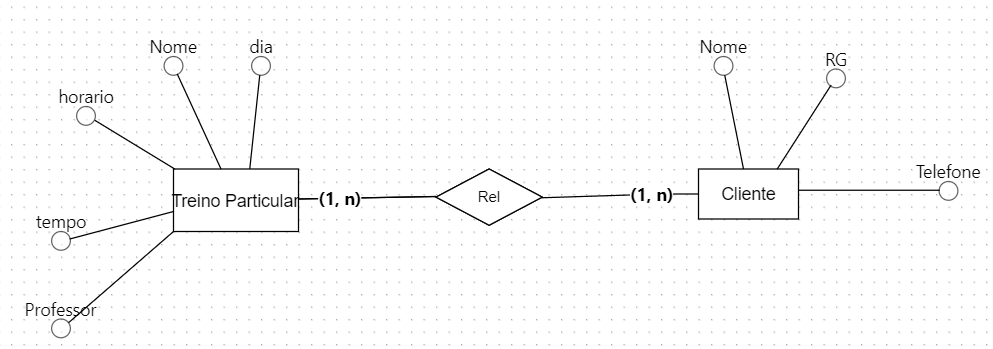 Nome
dia
Nome
RG
horario
Telefone
Treino Particular
(1, n)
Rel
(1, n)
Cliente
tempo
Professor